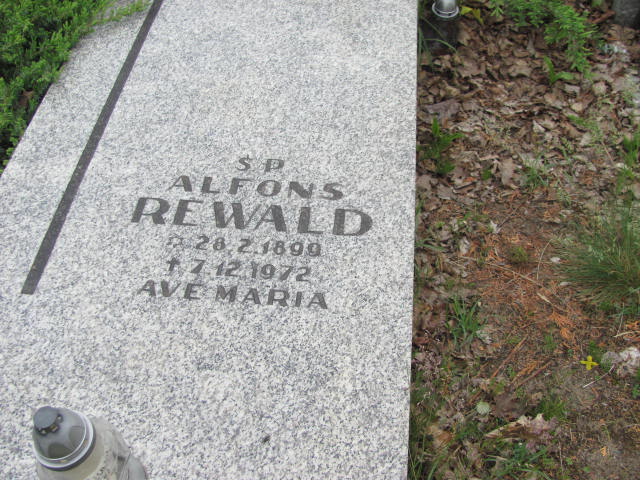 ŚP.
ALFONS
REWALD
☆ 28.2.1899
† 7.12.1972
AVE MARIA